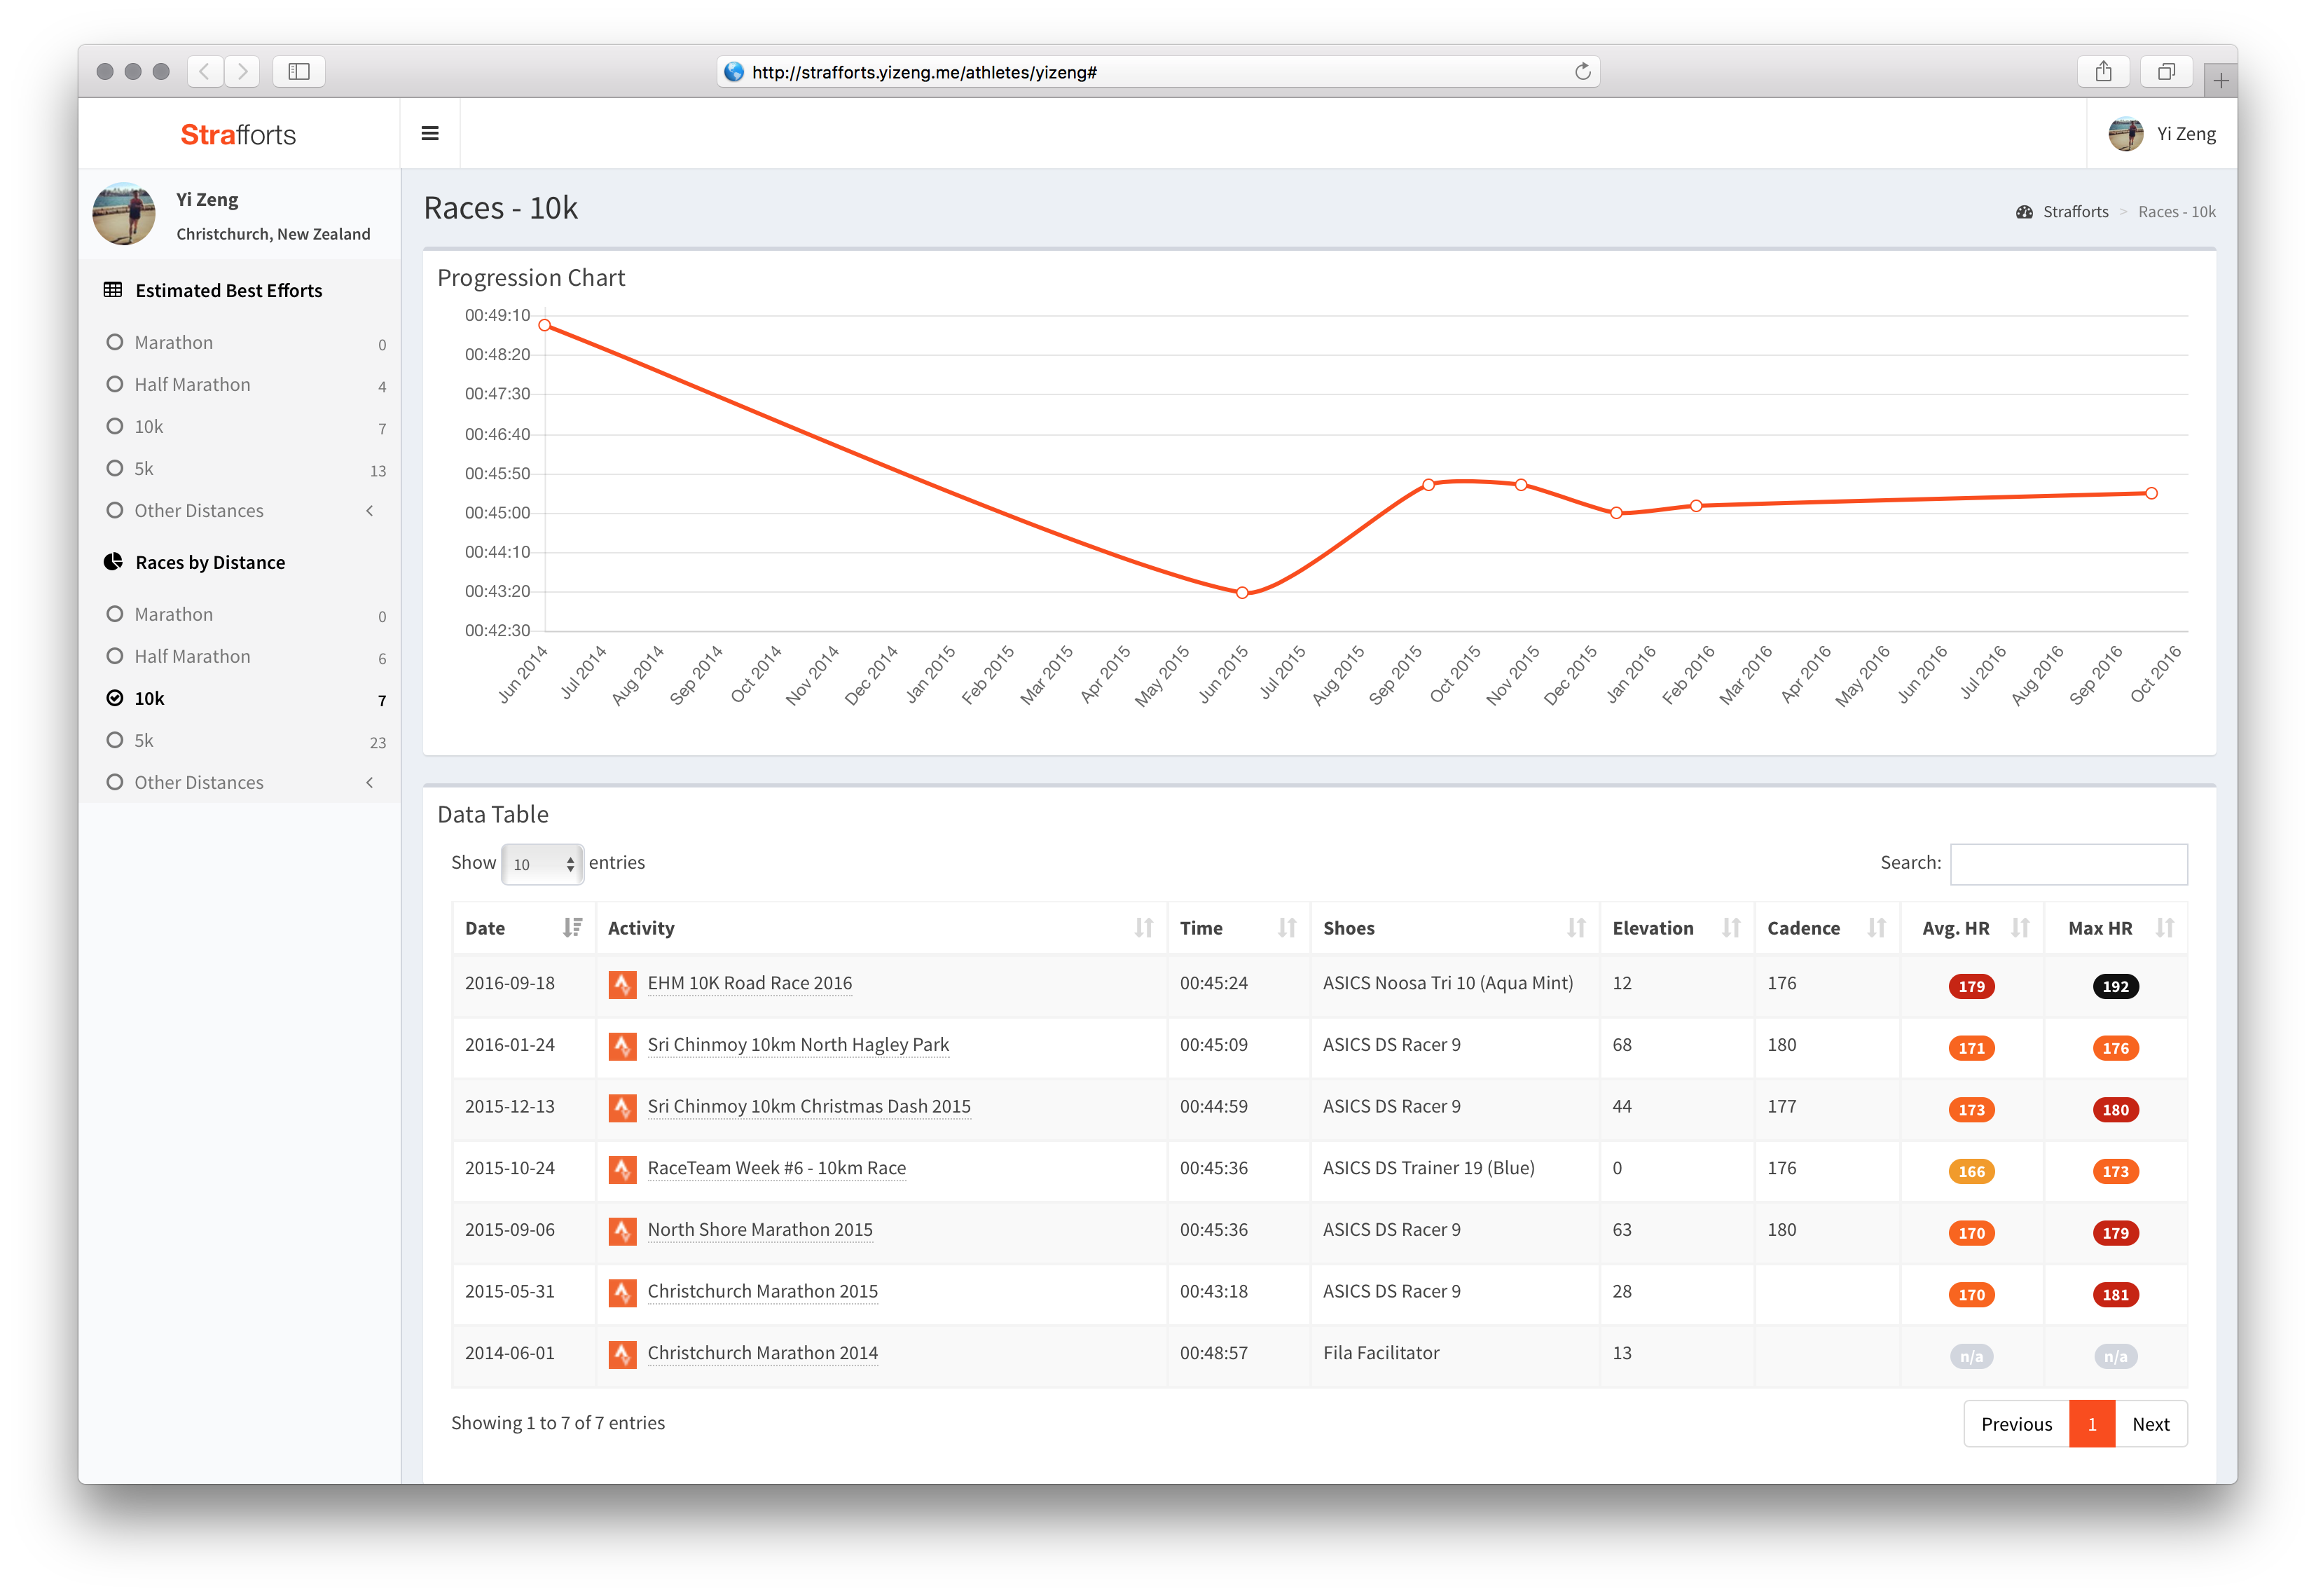 http://strafforts.yizeng.me/athletes/yizeng#
Strafforts
Yi Zeng
Yi Zeng
Christchurch, New Zealand
Estimated Best Efforts
Marathon 0
Half Marathon 4
10k 7
5k 13
Other Distances
Races by Distance
Marathon 0
Half Marathon 6
10k 7
5k 23
Other Distances
Races - 10k
Strafforts > Races - 10k
Progression Chart
00:49:10
00:48:20
00:47:30
00:46:40
00:45:50
00:45:00
00:44:10
00:43:20
00:42:30
Jun 2014 Jul 2014 Aug 2014 Sep 2014 Oct 2014 Nov 2014 Dec 2014 Jan 2015 Feb 2015 Mar 2015 Apr 2015 May 2015 Jun 2015 Jul 2015 Aug 2015 Sep 2015 Oct 2015 Nov 2015 Dec 2015 Jan 2016 Feb 2016 Mar 2016 Apr 2016 May 2016 Jun 2016 Jul 2016 Aug 2016 Sep 2016 Oct 2016
Data Table
Show 10 entries Search:
Date Activity Time Shoes Elevation Cadence Avg. HR Max HR
2016-09-18 EHM 10K Road Race 2016 00:45:24 ASICS Noosa Tri 10 (Aqua Mint) 12 176 179 192
2016-01-24 Sri Chinmoy 10km North Hagley Park 00:45:09 ASICS DS Racer 9 68 180 171 176
2015-12-13 Sri Chinmoy 10km Christmas Dash 2015 00:44:59 ASICS DS Racer 9 44 177 173 180
2015-10-24 RaceTeam Week #6 - 10km Race 00:45:36 ASICS DS Trainer 19 (Blue) 0 176 166 173
2015-09-06 North Shore Marathon 2015 00:45:36 ASICS DS Racer 9 63 180 170 179
2015-05-31 Christchurch Marathon 2015 00:43:18 ASICS DS Racer 9 28 170 181
2014-06-01 Christchurch Marathon 2014 00:48:57 Fila Facilitator 13 n/a n/a
Showing 1 to 7 of 7 entries
Previous 1 Next